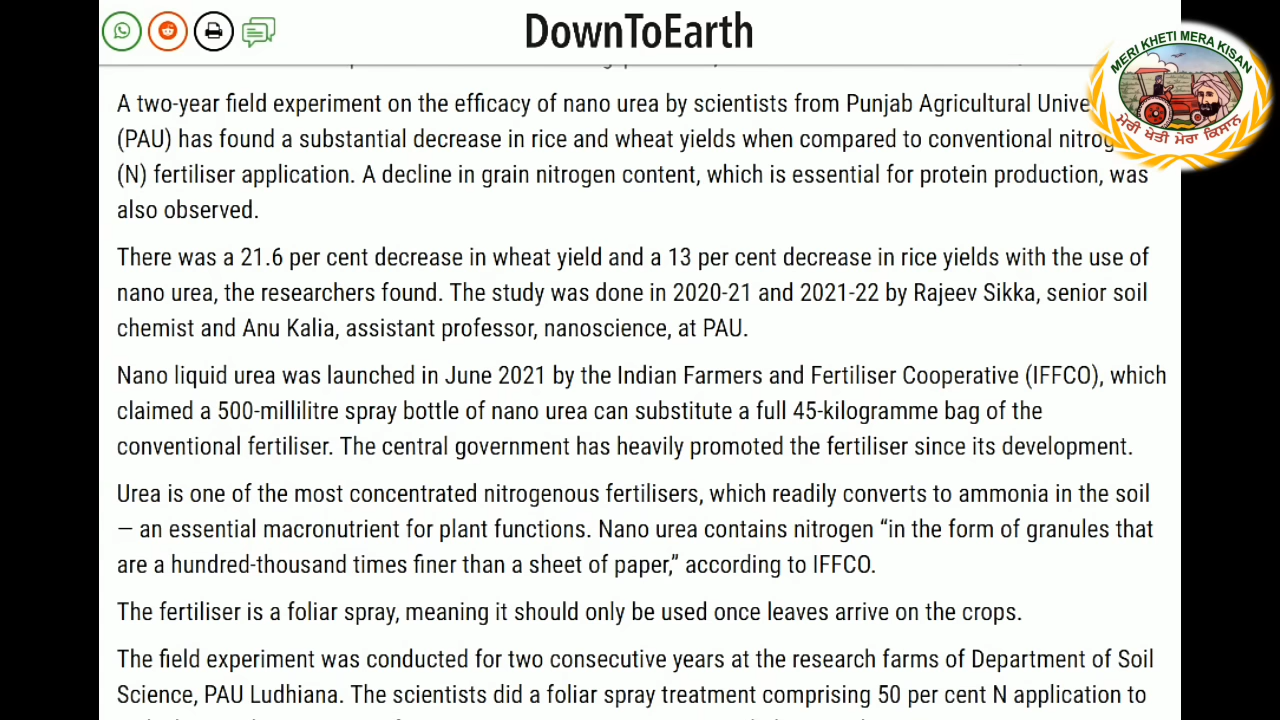 DownToEarth
MERI KHETI MERA KISAN
ਮੇਰੀ ਖੇਤੀ ਮੇਰਾ ਕਿਸਾਨ
A two-year field experiment on the efficacy of nano urea by scientists from Punjab Agricultural Unive
(PAU) has found a substantial decrease in rice and wheat yields when compared to conventional nitrog
(N) fertiliser application. A decline in grain nitrogen content, which is essential for protein production, was
also observed.
There was a 21.6 per cent decrease in wheat yield and a 13 per cent decrease in rice yields with the use of
nano urea, the researchers found. The study was done in 2020-21 and 2021-22 by Rajeev Sikka, senior soil
chemist and Anu Kalia, assistant professor, nanoscience, at PAU.
Nano liquid urea was launched in June 2021 by the Indian Farmers and Fertiliser Cooperative (IFFCO), which
claimed a 500-millilitre spray bottle of nano urea can substitute a full 45-kilogramme bag of the
conventional fertiliser. The central government has heavily promoted the fertiliser since its development.
Urea is one of the most concentrated nitrogenous fertilisers, which readily converts to ammonia in the soil
— an essential macronutrient for plant functions. Nano urea contains nitrogen “in the form of granules that
are a hundred-thousand times finer than a sheet of paper,” according to IFFCO.
The fertiliser is a foliar spray, meaning it should only be used once leaves arrive on the crops.
The field experiment was conducted for two consecutive years at the research farms of Department of Soil
Science, PAU Ludhiana. The scientists did a foliar spray treatment comprising 50 per cent N application to